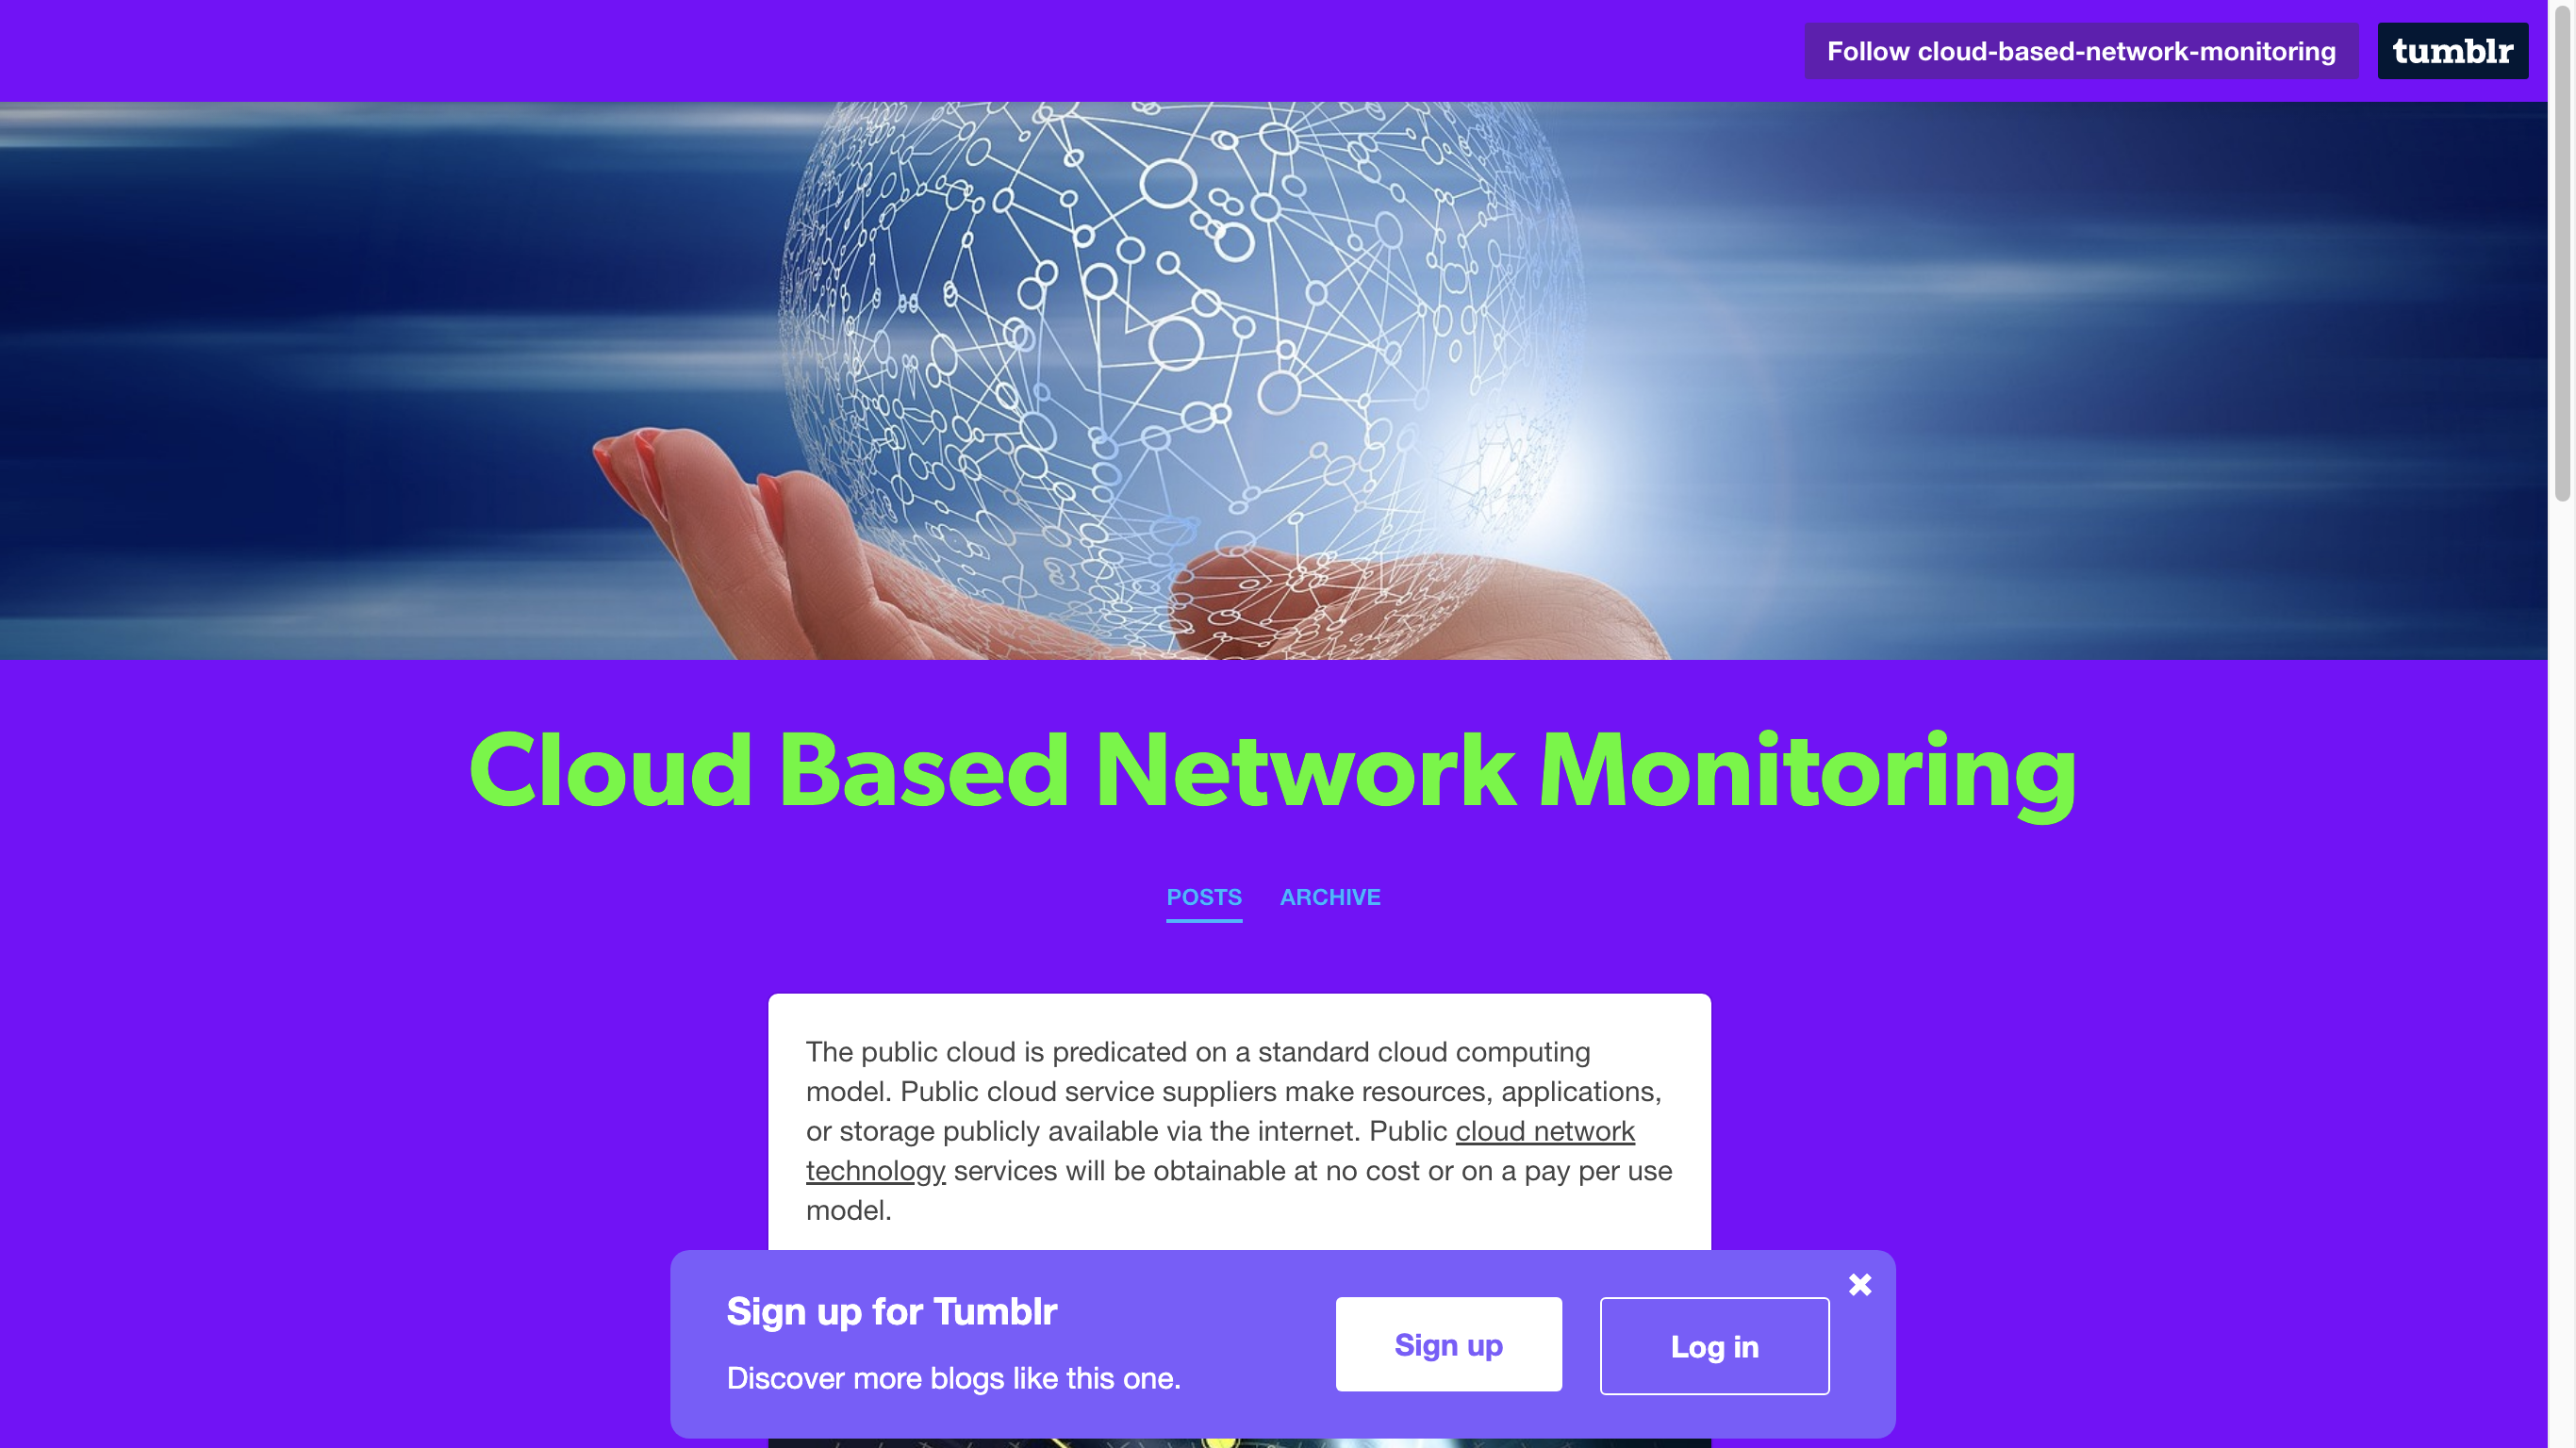 Follow cloud-based-network-monitoring
tumblr
Cloud Based Network Monitoring
POSTS ARCHIVE
The public cloud is predicated on a standard cloud computing
model. Public cloud service suppliers make resources, applications,
or storage publicly available via the internet. Public cloud network
technology services will be obtainable at no cost or on a pay per use
model.
Sign up for Tumblr
Discover more blogs like this one.
Sign up
Log in